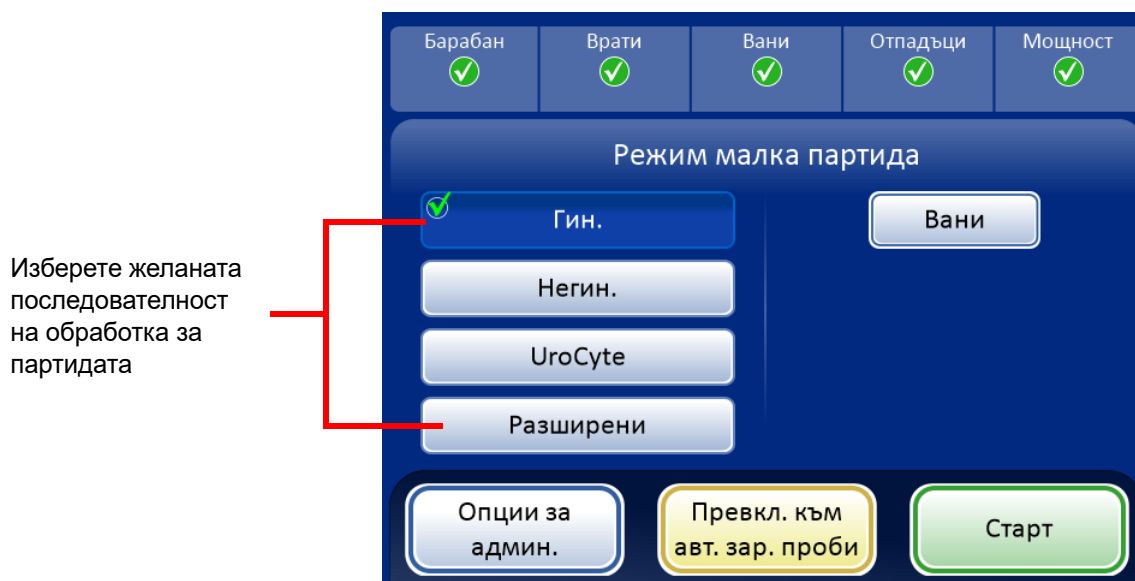 Барабан
Врати
Вани
Отпадъци
Мощност
Режим малка партида
Гин.
Вани
Негин.
UroCyte
Разширени
Изберете желаната
последователност
на обработка за
партидата
Опции за
админ.
Превкл. към
авт. зар. проби
Старт